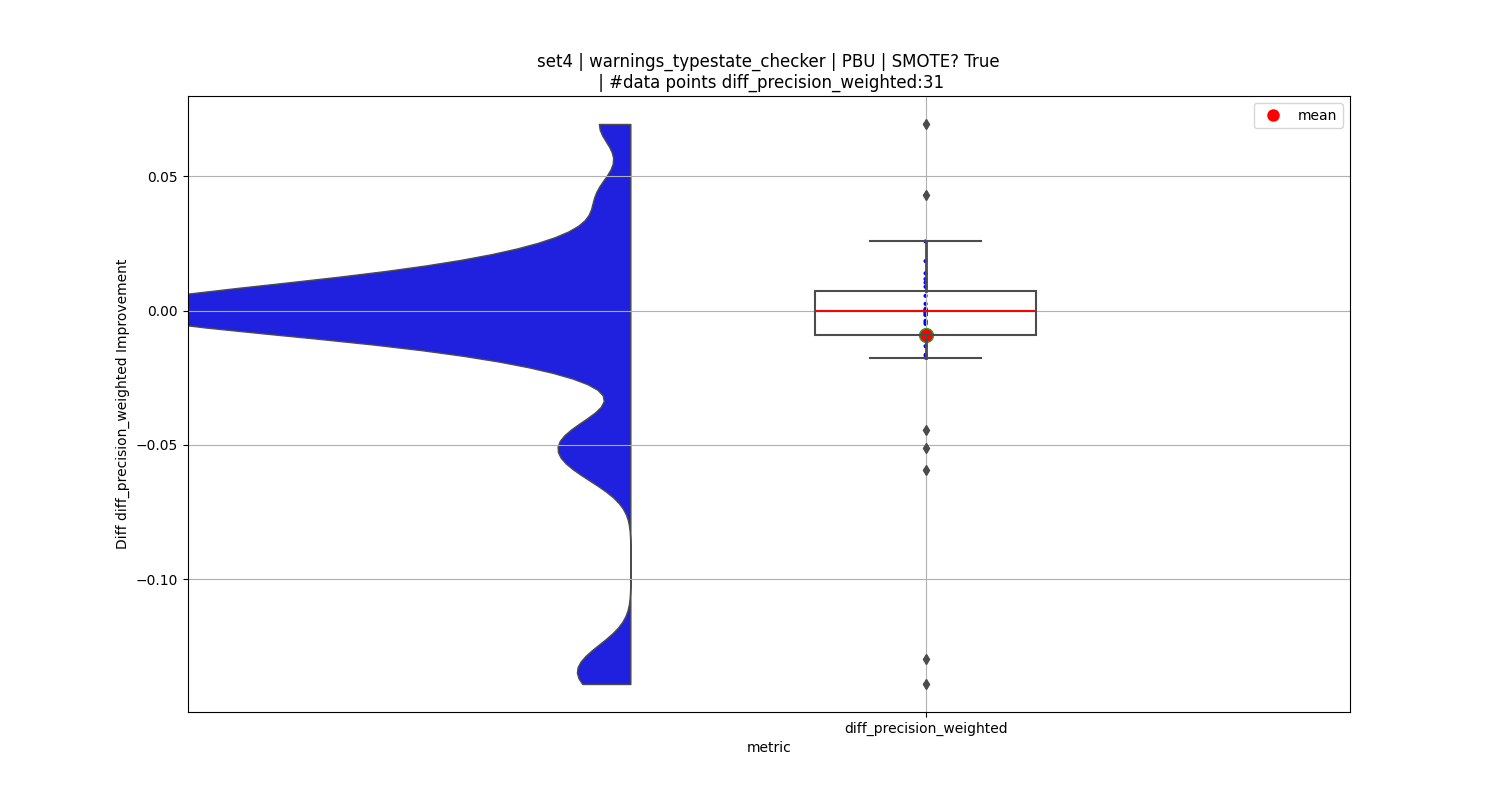 set4 | warnings_typestate_checker | PBU | SMOTE? True
| #data points diff_precision_weighted:31
mean
0.05
0.00
−0.05
−0.10
Diff diff_precision_weighted Improvement
diff_precision_weighted
metric